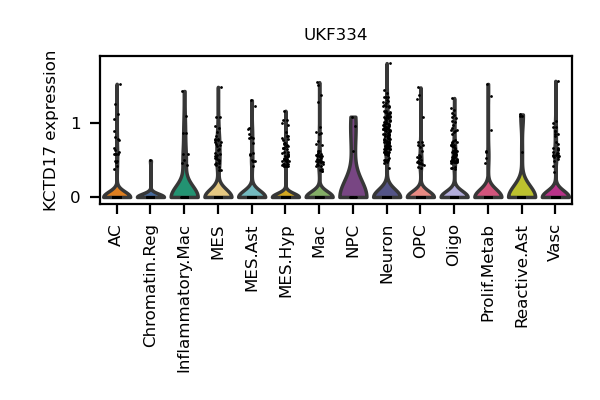 UKF334
KCTD17 expression
1
0
AC
Chromatin.Reg
Inflammatory.Mac
MES
MES.Ast
MES.Hyp
Mac
NPC
Neuron
OPC
Oligo
Prolif.Metab
Reactive.Ast
Vasc